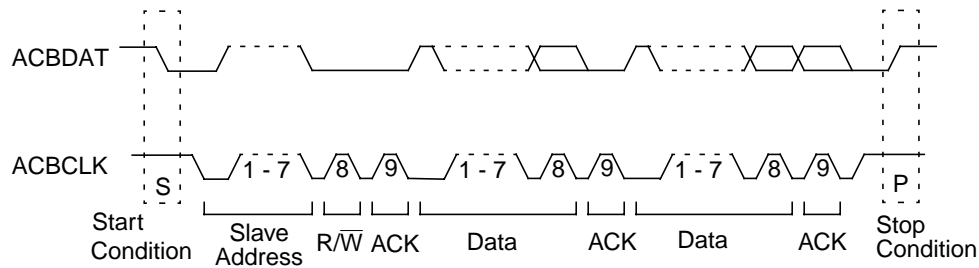 ACBDAT
ACBCLK
S
1 - 7 8 9 1 - 7 8 9 1 - 7 8 9
P
Start
Condition
Slave
Address
R/W̅
ACK
Data
ACK
Data
ACK
Stop
Condition